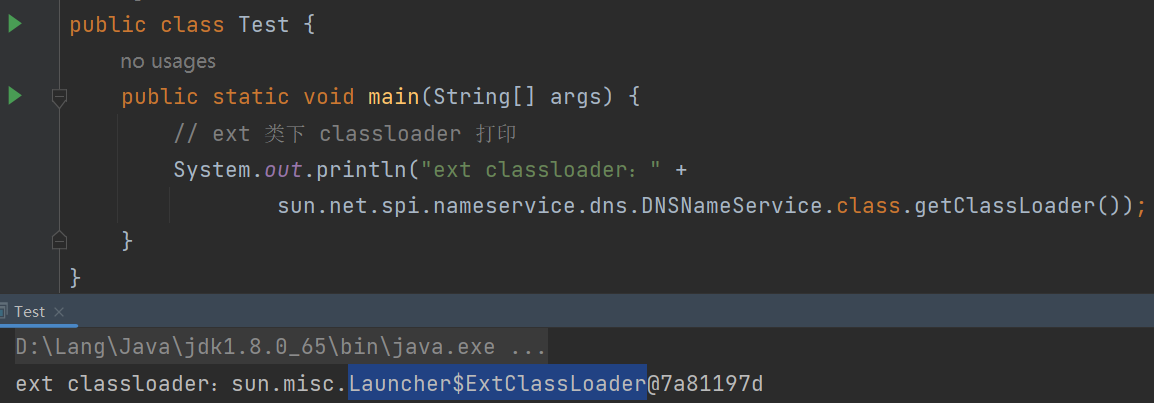 public class Test {
no usages
public static void main(String[] args) {
// ext 类下 classloader 打印
System.out.println("ext classloader：" +
sun.net.spi.nameservice.dns.DNSNameService.class.getClassLoader());
}
}
Test
D:\Lang\Java\jdk1.8.0_65\bin\java.exe ...
ext classloader：sun.misc.Launcher$ExtClassLoader@7a81197d